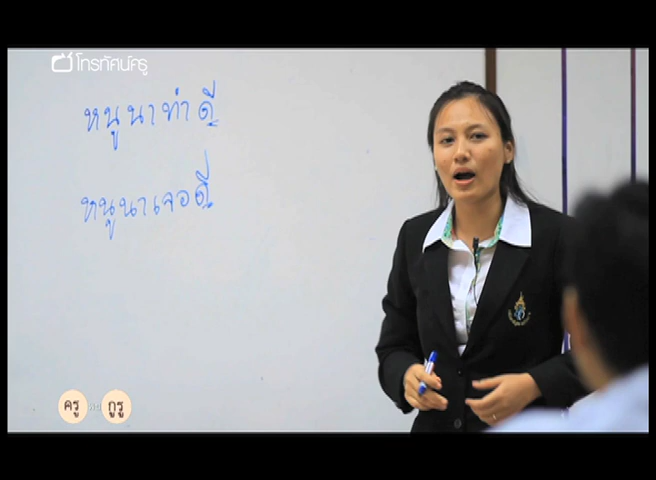 โทรทัศน์ครู
หนูนาทำดี
หนูนาเจอดี
ครู
กูรู